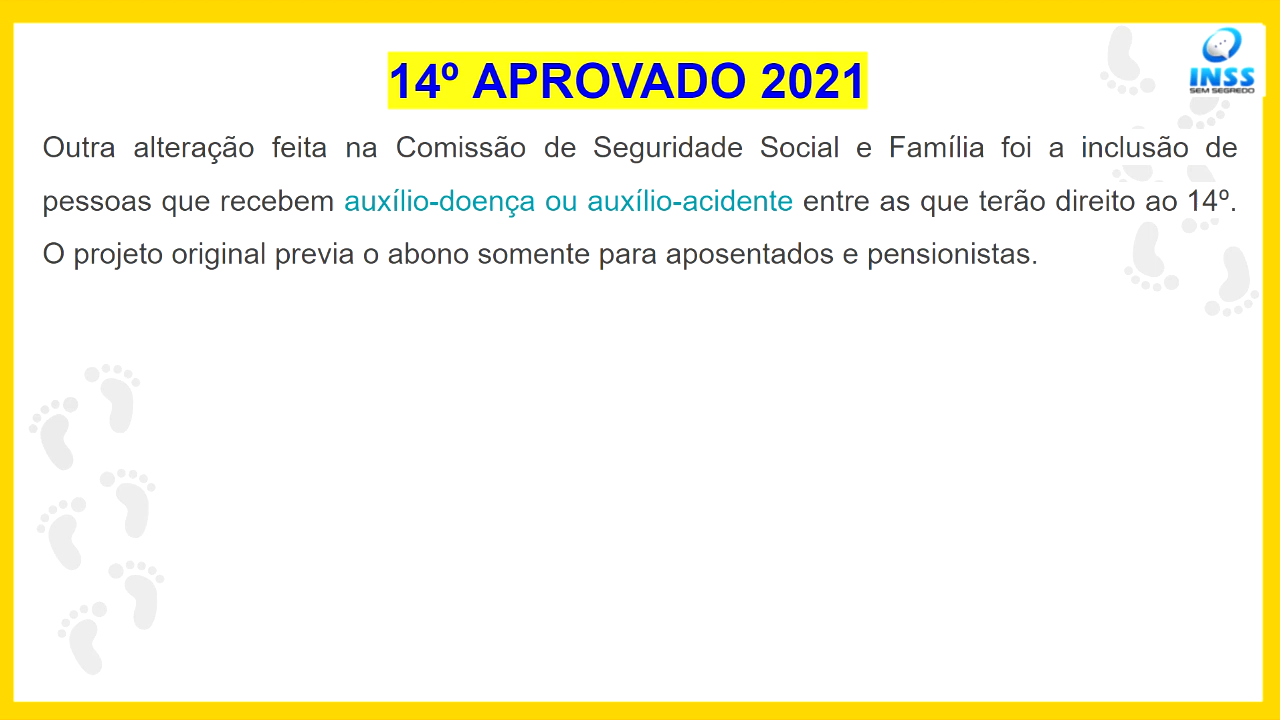 14º APROVADO 2021
INSS
SEM SEGREDO
Outra alteração feita na Comissão de Seguridade Social e Família foi a inclusão de
pessoas que recebem auxílio-doença ou auxílio-acidente entre as que terão direito ao 14º.
O projeto original previa o abono somente para aposentados e pensionistas.